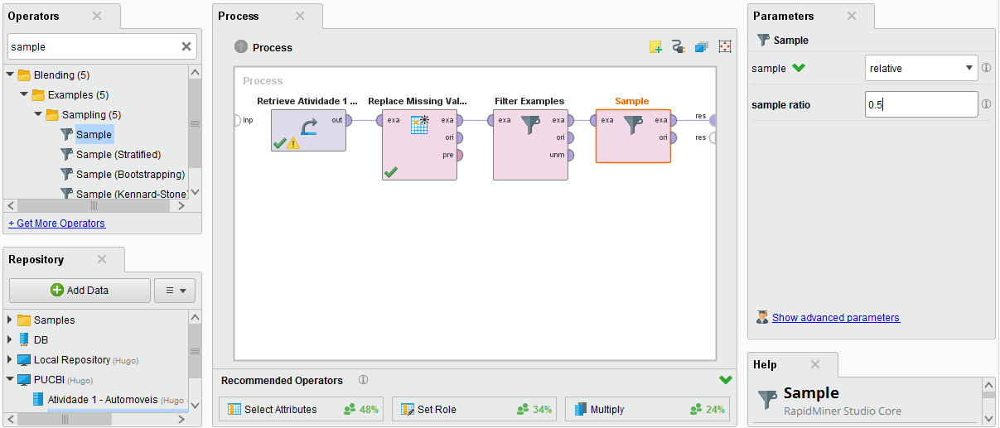 Operators
sample
Blending (5)
Examples (5)
Sampling (5)
Sample
Sample (Stratified)
Sample (Bootstrapping)
Sample (Kennard-Stone)
+ Get More Operators
Repository
Add Data
Samples
DB
Local Repository (Hugo)
PUCBI (Hugo)
Atividade 1 - Automoveis (Hugo)
Process
Process
Process
Retrieve Atividade 1 ...
Replace Missing Val...
Filter Examples
Sample
inp
out
exa
exa
ori
pre
exa
exa
ori
unm
exa
exa
ori
res
res
Recommended Operators
Select Attributes
48%
Set Role
34%
Multiply
24%
Parameters
Sample
sample
relative
sample ratio
0.5
Show advanced parameters
Help
Sample
RapidMiner Studio Core